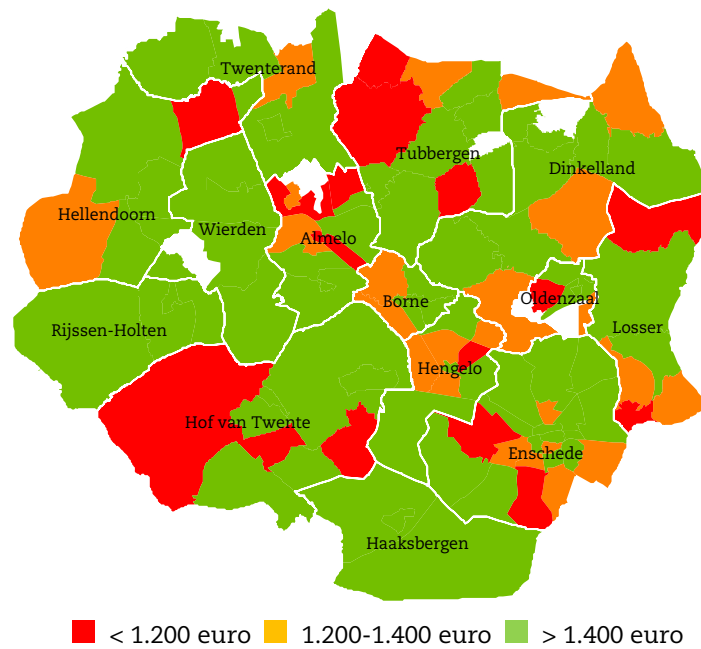 Twenterand
Tubbergen
Dinkelland
Hellendoorn
Wierden
Almelo
Borne
Oldenzaal
Rijssen-Holten
Losser
Hengelo
Hof van Twente
Enschede
Haaksbergen
< 1.200 euro 1.200-1.400 euro > 1.400 euro